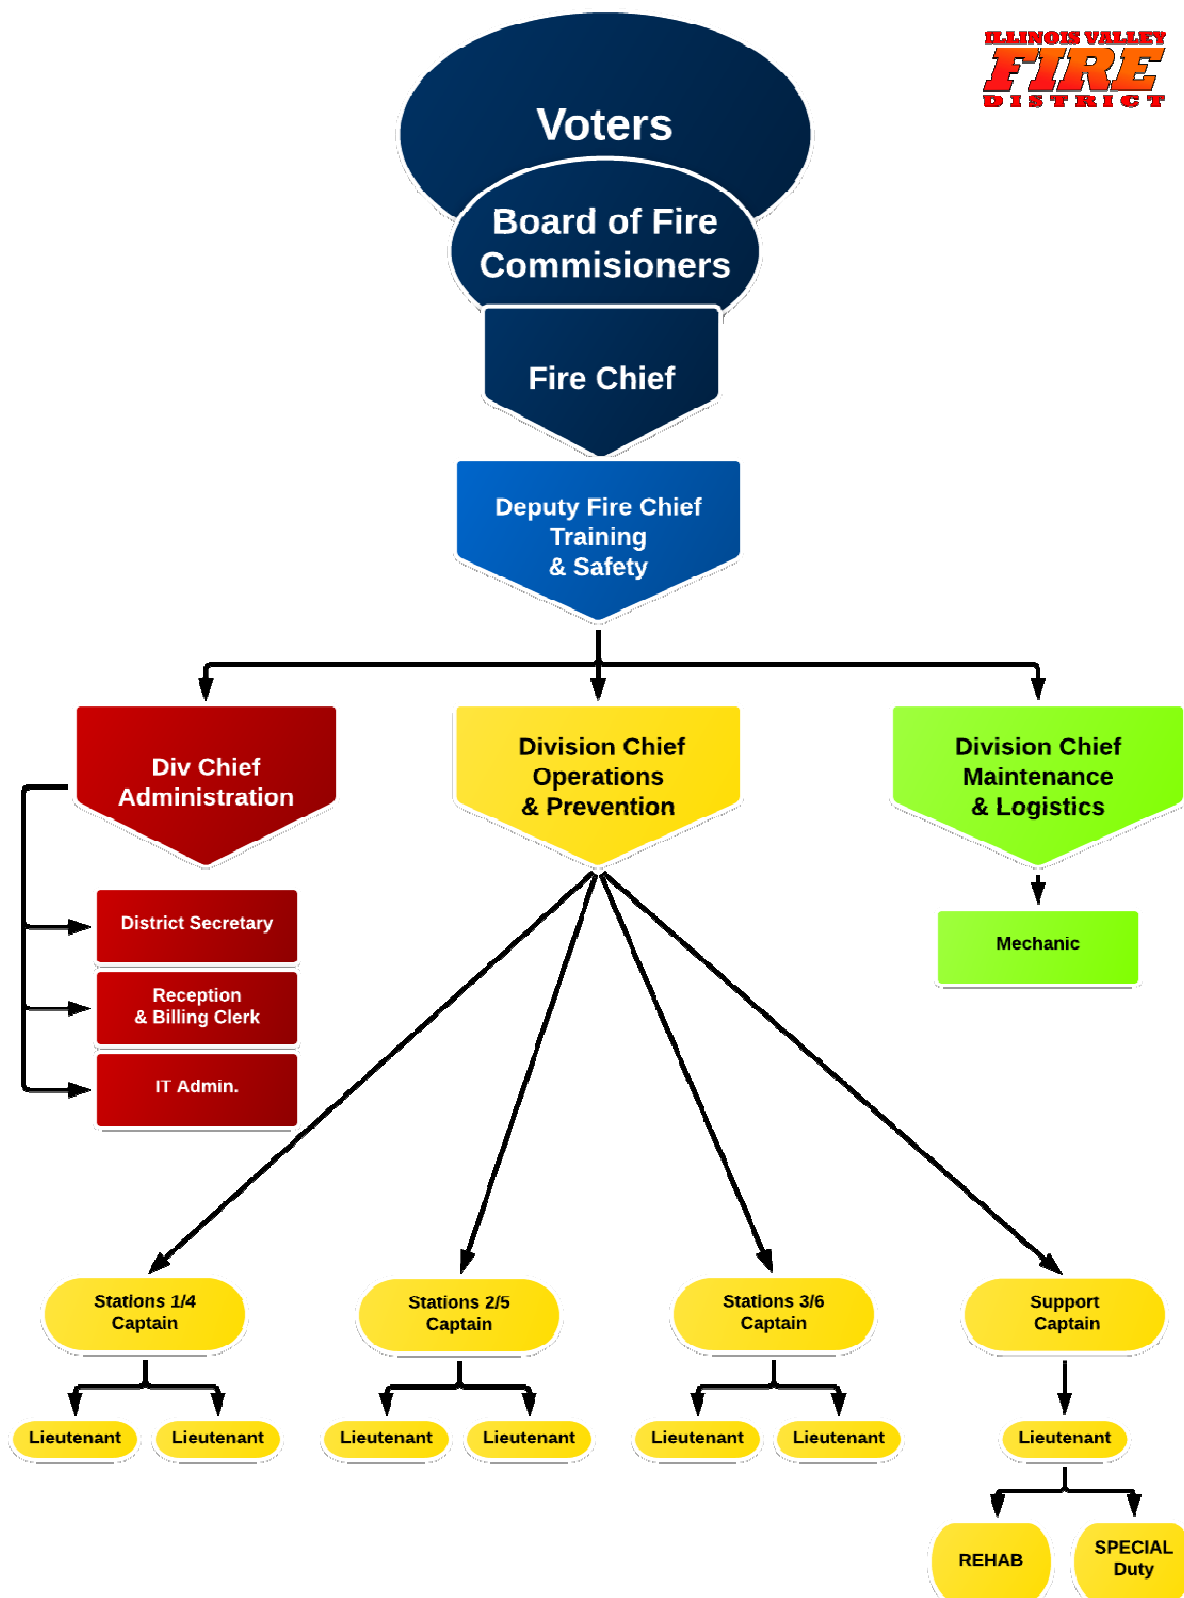 ILLINOIS VALLEY
FIRE
DISTRICT
Voters
Board of Fire
Commisioners
Fire Chief
Deputy Fire Chief
Training
& Safety
Div Chief
Administration
Division Chief
Operations
& Prevention
Division Chief
Maintenance
& Logistics
District Secretary
Reception
& Billing Clerk
IT Admin.
Mechanic
Stations 1/4
Captain
Stations 2/5
Captain
Stations 3/6
Captain
Support
Captain
Lieutenant
Lieutenant
Lieutenant
Lieutenant
Lieutenant
Lieutenant
Lieutenant
REHAB
SPECIAL
Duty